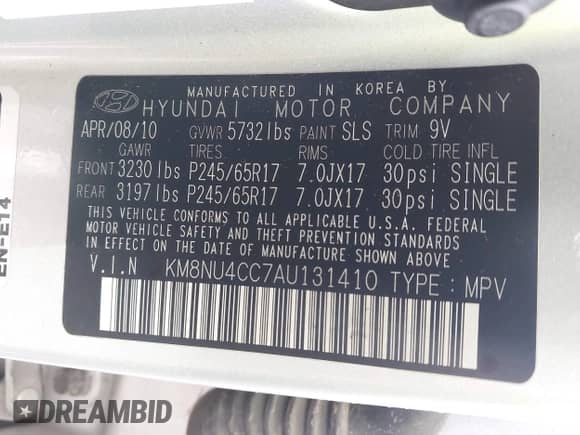 MANUFACTURED IN KOREA BY
HYUNDAI MOTOR COMPANY
APR/08/10 GVWR 5732lbs PAINT SLS TRIM 9V
GAWR TIRES RIMS COLD TIRE INFL
FRONT 3230lbs P245/65R17 7.0JX17 30psi SINGLE
REAR 3197lbs P245/65R17 7.0JX17 30psi SINGLE
THIS VEHICLE CONFORMS TO ALL APPLICABLE U.S.A. FEDERAL
MOTOR VEHICLE SAFETY, BUMPER, AND THEFT PREVENTION STANDARDS
IN EFFECT ON THE DATE OF MANUFACTURE SHOWN ABOVE.
V.I.N KM8NU4CC7AU131410 TYPE : MPV
EN-E14
DREAMBID